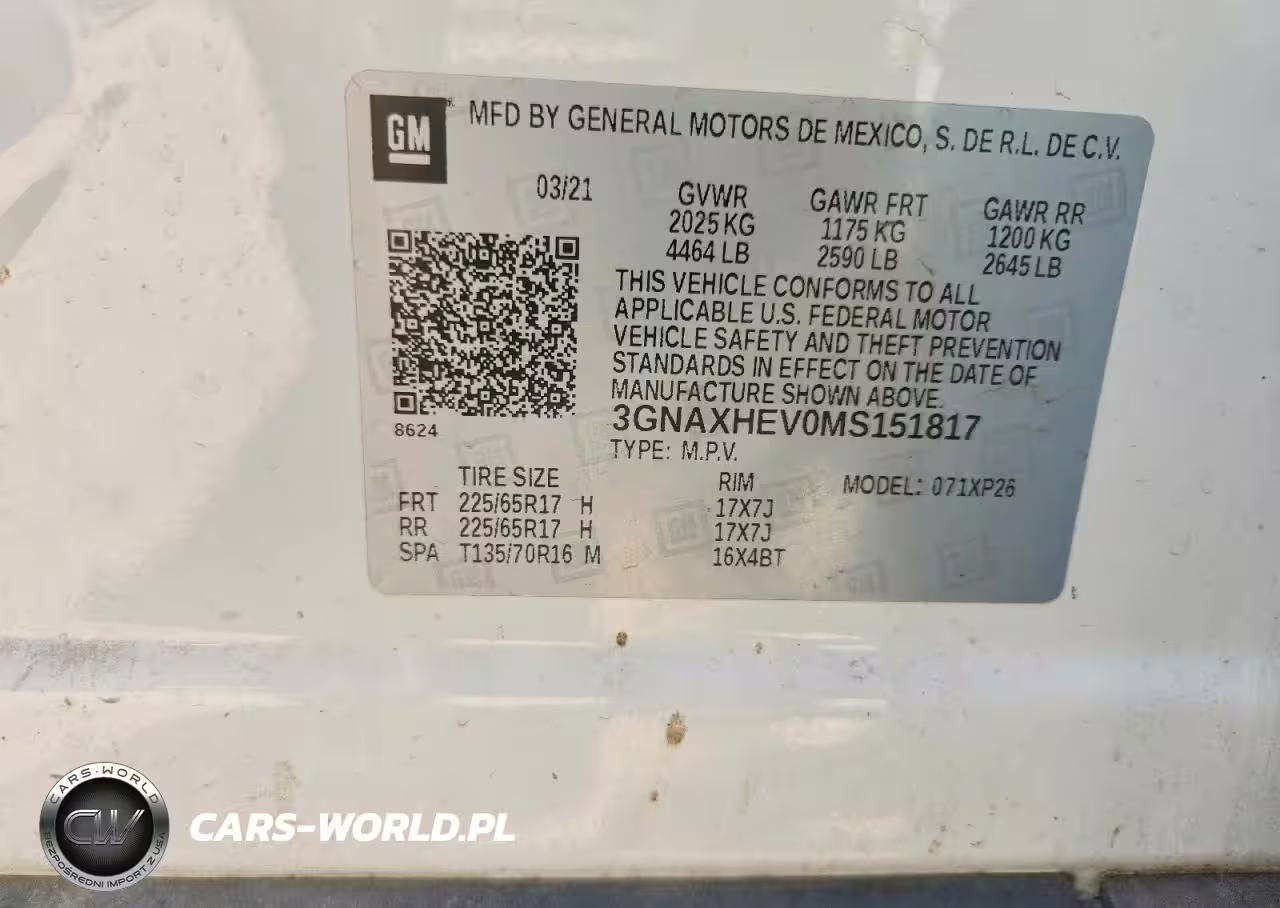 GM
MFD BY GENERAL MOTORS DE MEXICO, S. DE R.L. DE C.V.
03/21
GVWR GAWR FRT GAWR RR
2025 KG 1175 KG 1200 KG
4464 LB 2590 LB 2645 LB
THIS VEHICLE CONFORMS TO ALL
APPLICABLE U.S. FEDERAL MOTOR
VEHICLE SAFETY AND THEFT PREVENTION
STANDARDS IN EFFECT ON THE DATE OF
MANUFACTURE SHOWN ABOVE.
8624
3GNAXHEV0MS151817
TYPE: M.P.V.
TIRE SIZE RIM MODEL: 071XP26
FRT 225/65R17 H 17X7J
RR 225/65R17 H 17X7J
SPA T135/70R16 M 16X4BT
CARS-WORLD
CW
BEZPOŚREDNI IMPORT Z USA
CARS-WORLD.PL